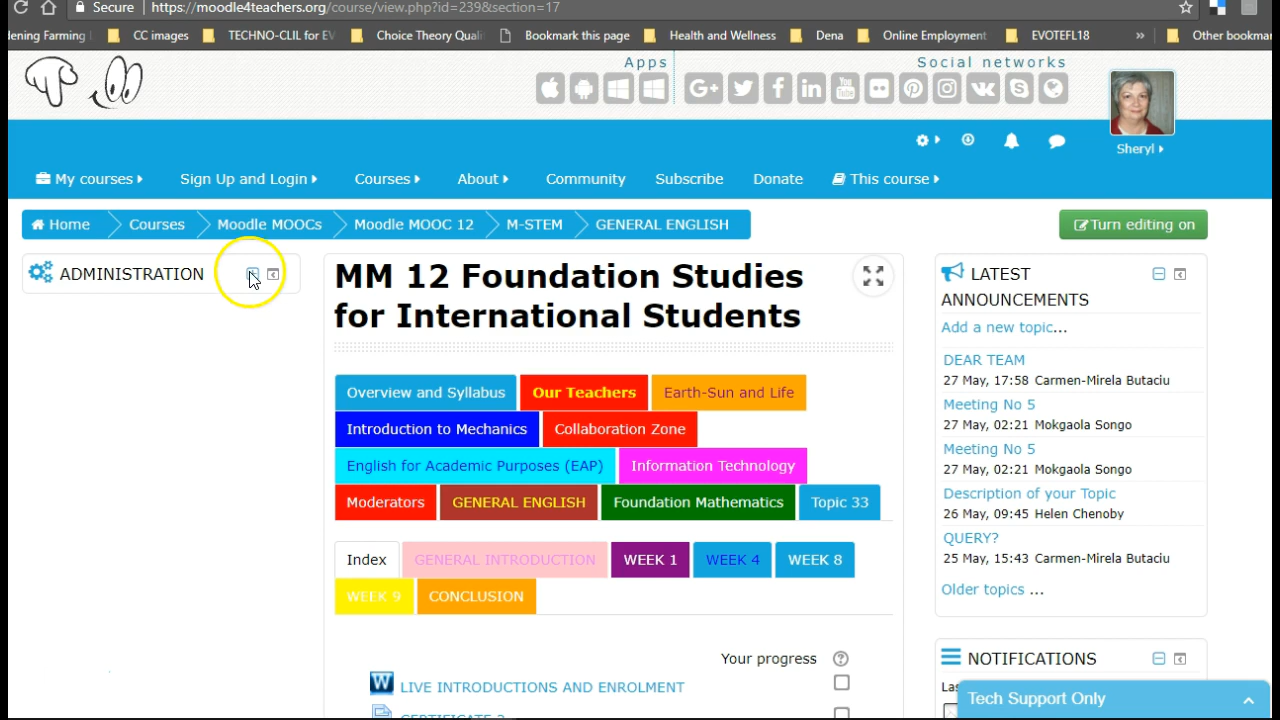 Secure https://moodle4teachers.org/course/view.php?id=239&section=17
lening Farming CC images TECHNO-CLIL for EV Choice Theory Quali Bookmark this page Health and Wellness Dena Online Employment EVOTEFL18 » Other bookmar
Apps Social networks
Sheryl
My courses Sign Up and Login Courses About Community Subscribe Donate This course
Home Courses Moodle MOOCs Moodle MOOC 12 M-STEM GENERAL ENGLISH Turn editing on
ADMINISTRATION
MM 12 Foundation Studies
for International Students
Overview and Syllabus Our Teachers Earth-Sun and Life
Introduction to Mechanics Collaboration Zone
English for Academic Purposes (EAP) Information Technology
Moderators GENERAL ENGLISH Foundation Mathematics Topic 33
Index GENERAL INTRODUCTION WEEK 1 WEEK 4 WEEK 8
WEEK 9 CONCLUSION
Your progress
LIVE INTRODUCTIONS AND ENROLMENT
CERTIFICATE 2
LATEST
ANNOUNCEMENTS
Add a new topic...
DEAR TEAM
27 May, 17:58 Carmen-Mirela Butaciu
Meeting No 5
27 May, 02:21 Mokgaola Songo
Meeting No 5
27 May, 02:21 Mokgaola Songo
Description of your Topic
26 May, 09:45 Helen Chenoby
QUERY?
25 May, 15:43 Carmen-Mirela Butaciu
Older topics ...
NOTIFICATIONS
Las
Tech Support Only